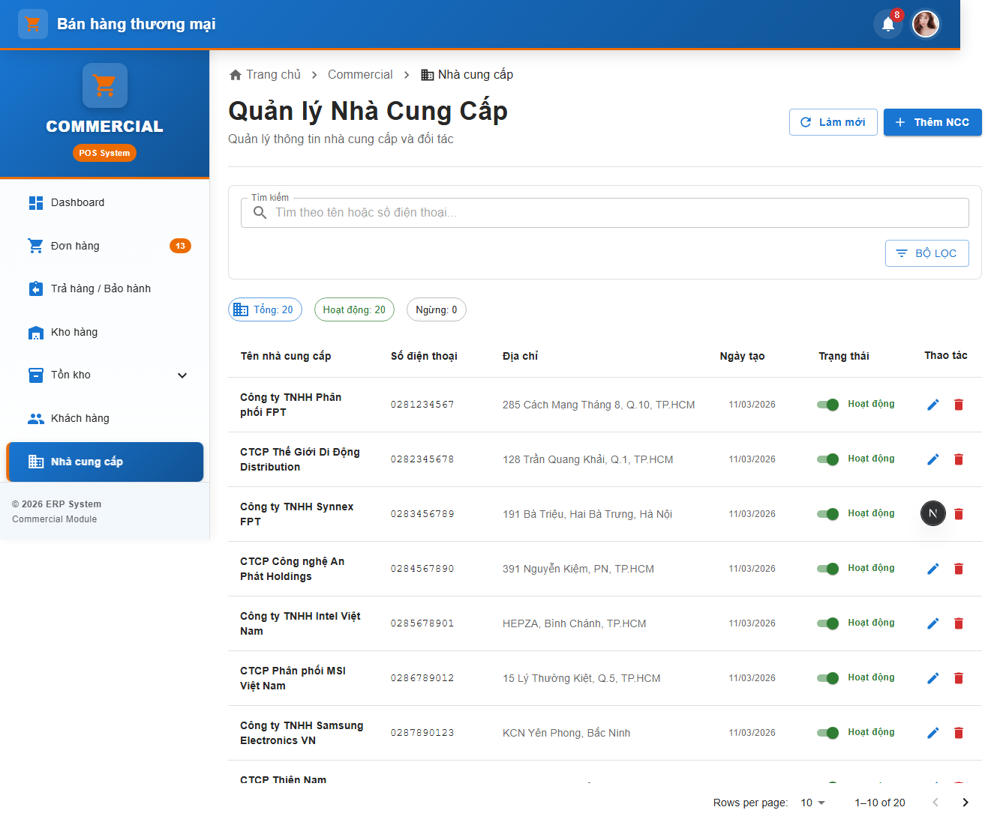 Bán hàng thương mại
8
COMMERCIAL
POS System
Dashboard
Đơn hàng
13
Trả hàng / Bảo hành
Kho hàng
Tồn kho
Khách hàng
Nhà cung cấp
© 2026 ERP System
Commercial Module
Trang chủ
Commercial
Nhà cung cấp
Quản lý Nhà Cung Cấp
Quản lý thông tin nhà cung cấp và đối tác
Làm mới
Thêm NCC
Tìm kiếm
Tìm theo tên hoặc số điện thoại...
BỘ LỌC
Tổng: 20
Hoạt động: 20
Ngừng: 0
Tên nhà cung cấp Số điện thoại Địa chỉ Ngày tạo Trạng thái Thao tác
Công ty TNHH Phân
phối FPT
0281234567
285 Cách Mạng Tháng 8, Q.10, TP.HCM
11/03/2026
Hoạt động
CTCP Thế Giới Di Động
Distribution
0282345678
128 Trần Quang Khải, Q.1, TP.HCM
11/03/2026
Hoạt động
Công ty TNHH Synnex
FPT
0283456789
191 Bà Triệu, Hai Bà Trưng, Hà Nội
11/03/2026
Hoạt động
N
CTCP Công nghệ An
Phát Holdings
0284567890
391 Nguyễn Kiệm, PN, TP.HCM
11/03/2026
Hoạt động
Công ty TNHH Intel Việt
Nam
0285678901
HEPZA, Bình Chánh, TP.HCM
11/03/2026
Hoạt động
CTCP Phân phối MSI
Việt Nam
0286789012
15 Lý Thường Kiệt, Q.5, TP.HCM
11/03/2026
Hoạt động
Công ty TNHH Samsung
Electronics VN
0287890123
KCN Yên Phong, Bắc Ninh
11/03/2026
Hoạt động
CTCP Thiên Nam
Rows per page: 10
1–10 of 20